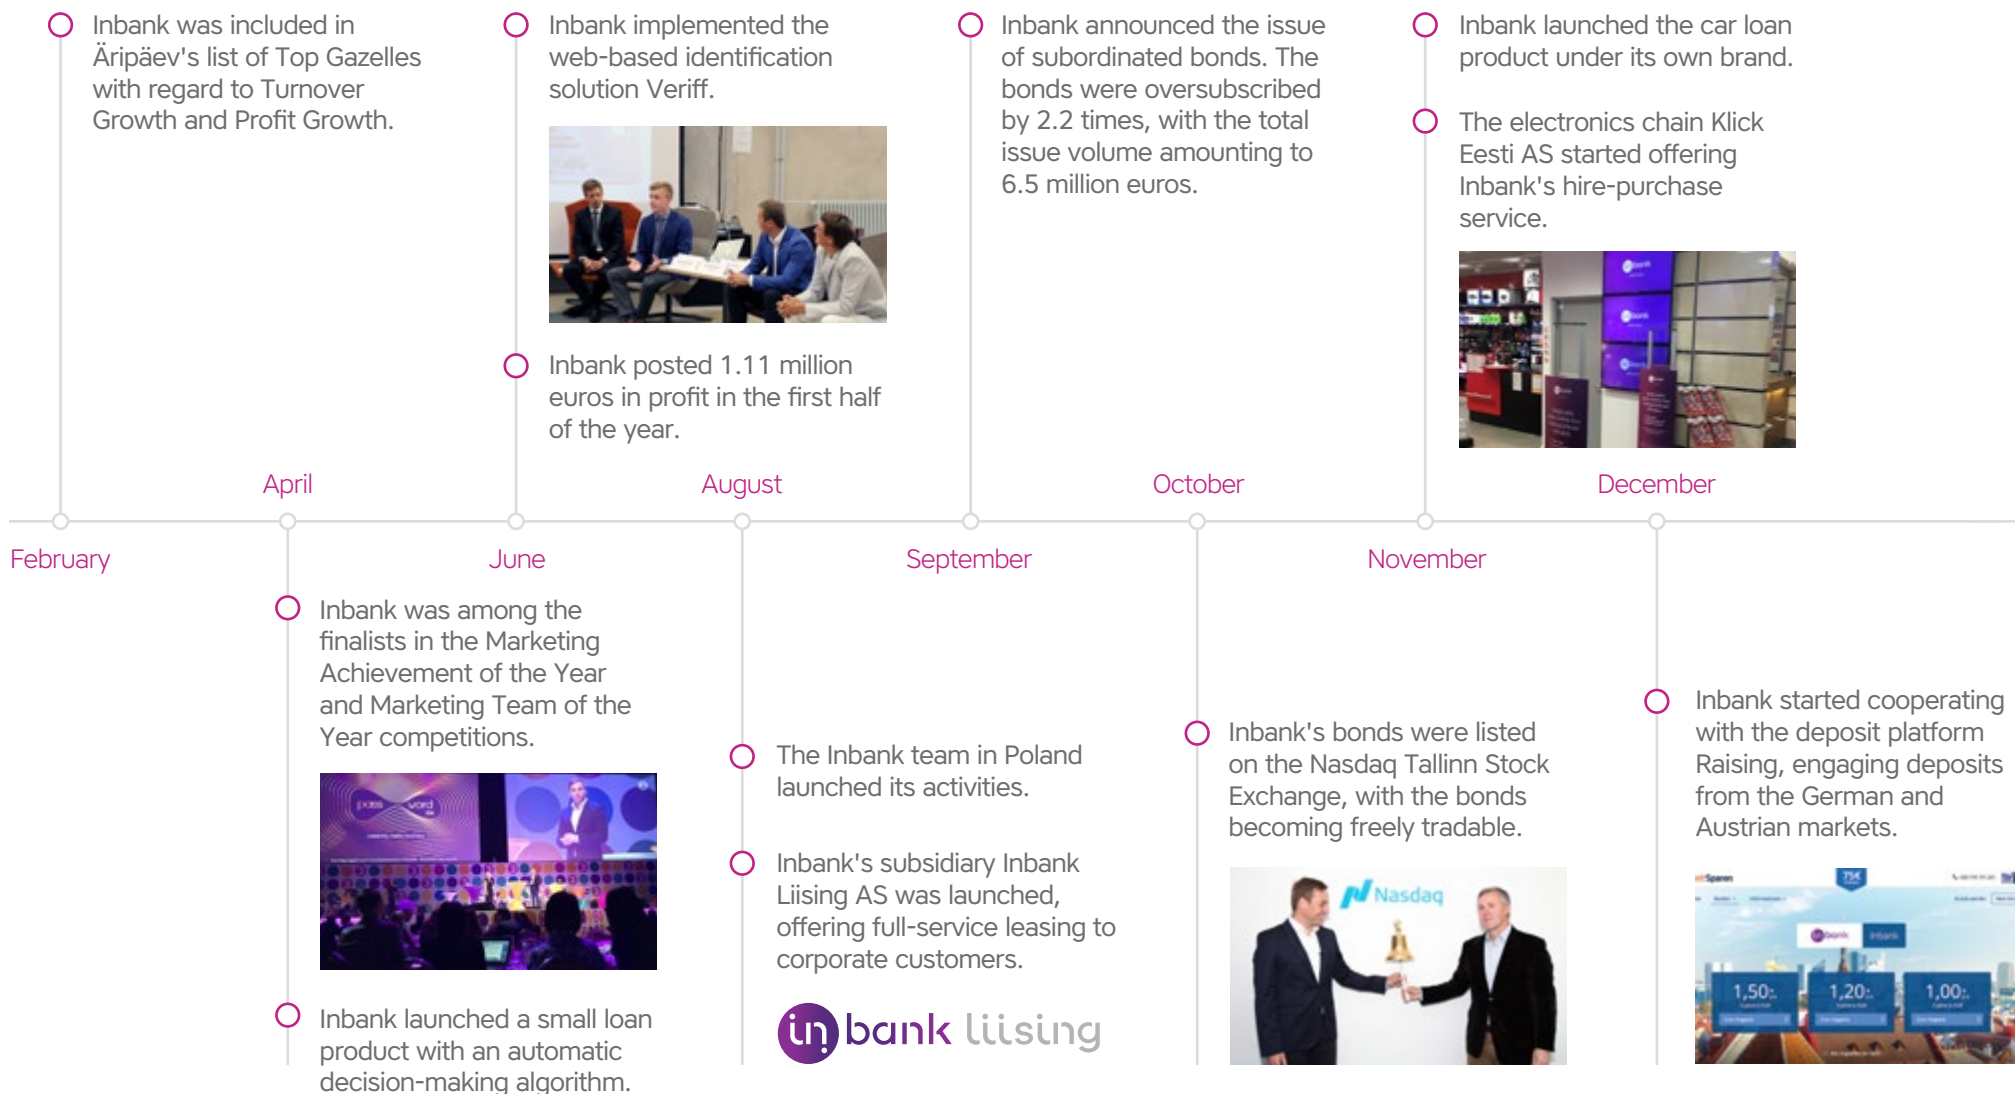 Inbank was included in
Äripäev's list of Top Gazelles
with regard to Turnover
Growth and Profit Growth.
Inbank implemented the
web-based identification
solution Veriff.
Inbank posted 1.11 million
euros in profit in the first half
of the year.
Inbank announced the issue
of subordinated bonds. The
bonds were oversubscribed
by 2.2 times, with the total
issue volume amounting to
6.5 million euros.
Inbank launched the car loan
product under its own brand.
The electronics chain Klick
Eesti AS started offering
Inbank's hire-purchase
service.
inbank
inbank
inbank
April
August
October
December
February
June
September
November
Inbank was among the
finalists in the Marketing
Achievement of the Year
and Marketing Team of the
Year competitions.
pass word
Inbank launched a small loan
product with an automatic
decision-making algorithm.
The Inbank team in Poland
launched its activities.
Inbank's subsidiary Inbank
Liising AS was launched,
offering full-service leasing to
corporate customers.
inbank liising
Inbank's bonds were listed
on the Nasdaq Tallinn Stock
Exchange, with the bonds
becoming freely tradable.
Nasdaq
Inbank started cooperating
with the deposit platform
Raising, engaging deposits
from the German and
Austrian markets.
Sparen
75€
inbank Inbank
1,50 1,20 1,00